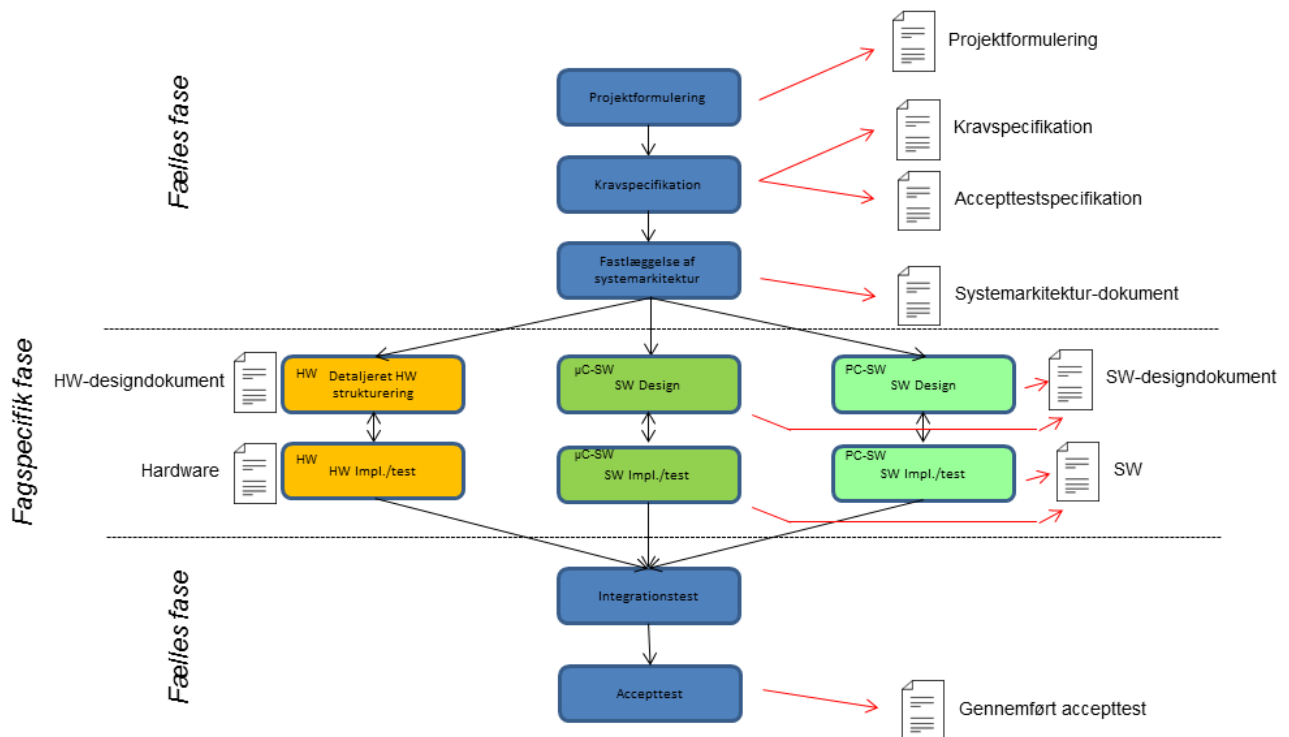 Fælles fase
Projektformulering
Projektformulering
Kravspecifikation
Kravspecifikation
Accepttestspecifikation
Fastlæggelse af
systemarkitektur
Systemarkitektur-dokument
Fagspecifik fase
HW-designdokument
HW
Detaljeret HW
strukturering
µC-SW
SW Design
PC-SW
SW Design
SW-designdokument
Hardware
HW
HW Impl./test
µC-SW
SW Impl./test
PC-SW
SW Impl./test
SW
Fælles fase
Integrationstest
Accepttest
Gennemført accepttest